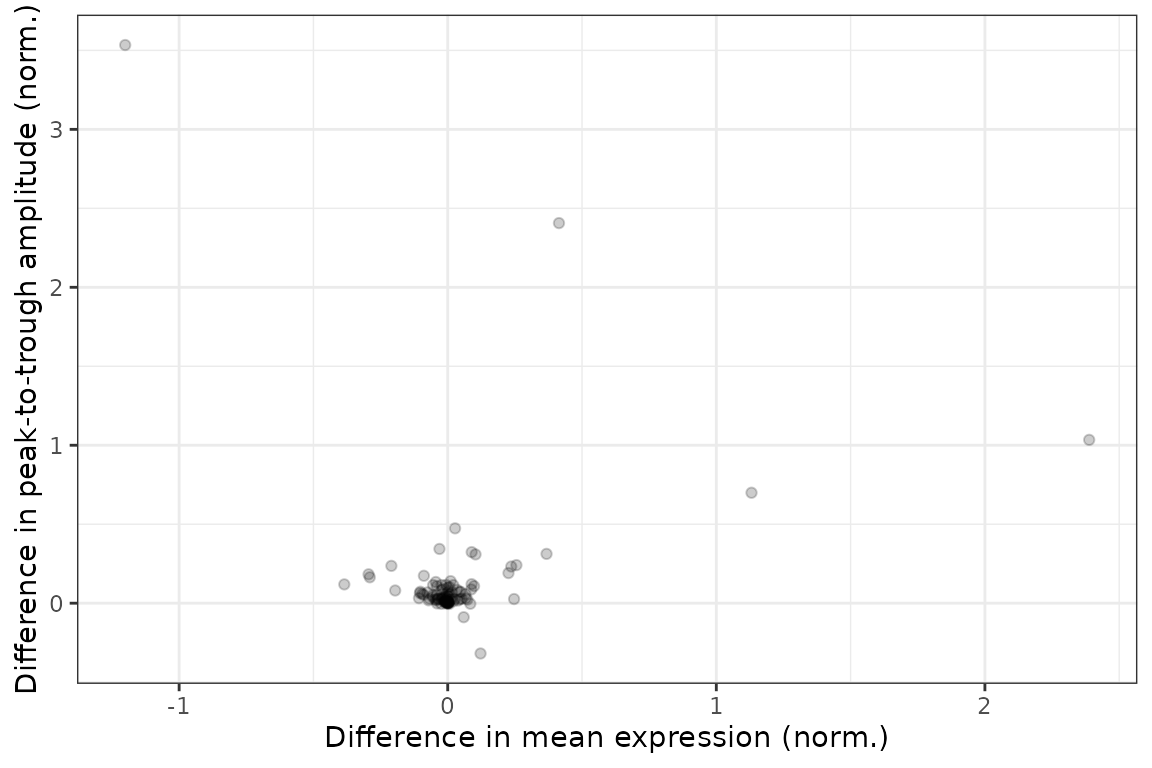 Difference in peak-to-trough amplitude (norm.)
3
2
1
0
-1 0 1 2
Difference in mean expression (norm.)